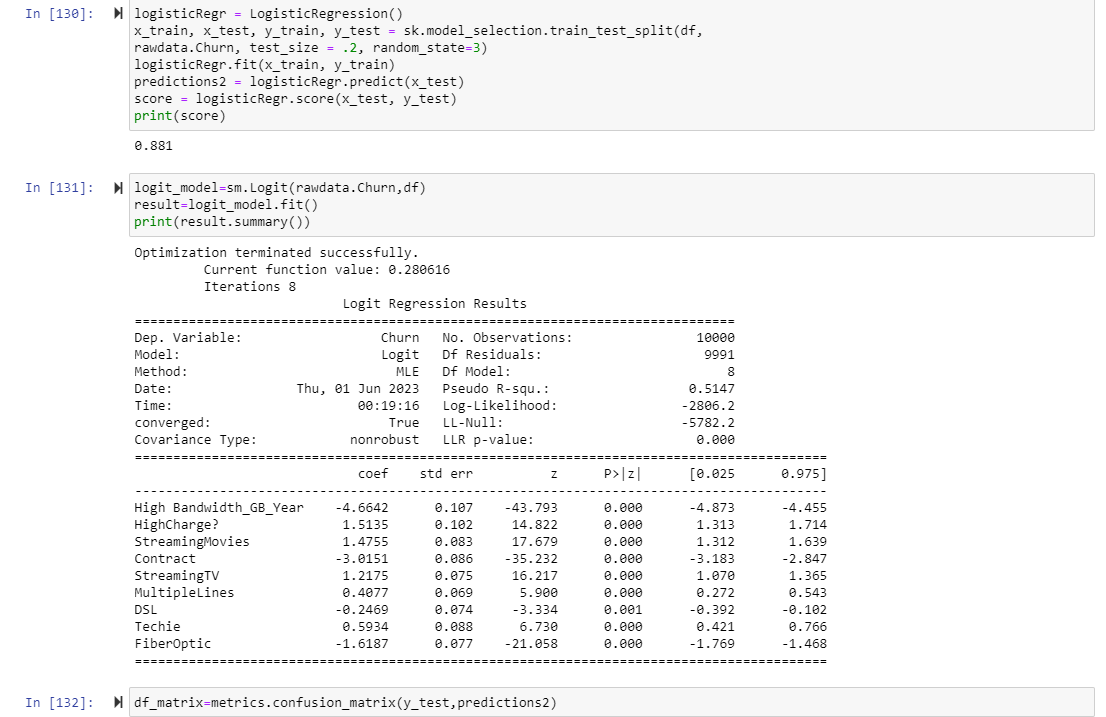 In [130]: logisticRegr = LogisticRegression()
x_train, x_test, y_train, y_test = sk.model_selection.train_test_split(df,
rawdata.Churn, test_size = .2, random_state=3)
logisticRegr.fit(x_train, y_train)
predictions2 = logisticRegr.predict(x_test)
score = logisticRegr.score(x_test, y_test)
print(score)
0.881
In [131]: logit_model=sm.Logit(rawdata.Churn,df)
result=logit_model.fit()
print(result.summary())
Optimization terminated successfully.
         Current function value: 0.280616
         Iterations 8
                           Logit Regression Results
==============================================================================
Dep. Variable:                  Churn   No. Observations:                10000
Model:                          Logit   Df Residuals:                     9991
Method:                           MLE   Df Model:                            8
Date:                Thu, 01 Jun 2023   Pseudo R-squ.:                  0.5147
Time:                        00:19:16   Log-Likelihood:                -2806.2
converged:                       True   LL-Null:                       -5782.2
Covariance Type:            nonrobust   LLR p-value:                     0.000
==========================================================================================
                             coef    std err          z      P>|z|      [0.025      0.975]
------------------------------------------------------------------------------------------
High Bandwidth_GB_Year    -4.6642      0.107    -43.793      0.000      -4.873      -4.455
HighCharge?                1.5135      0.102     14.822      0.000       1.313       1.714
StreamingMovies            1.4755      0.083     17.679      0.000       1.312       1.639
Contract                  -3.0151      0.086    -35.232      0.000      -3.183      -2.847
StreamingTV                1.2175      0.075     16.217      0.000       1.070       1.365
MultipleLines              0.4077      0.069      5.900      0.000       0.272       0.543
DSL                       -0.2469      0.074     -3.334      0.001      -0.392      -0.102
Techie                     0.5934      0.088      6.730      0.000       0.421       0.766
FiberOptic                -1.6187      0.077    -21.058      0.000      -1.769      -1.468
==========================================================================================
In [132]: df_matrix=metrics.confusion_matrix(y_test,predictions2)